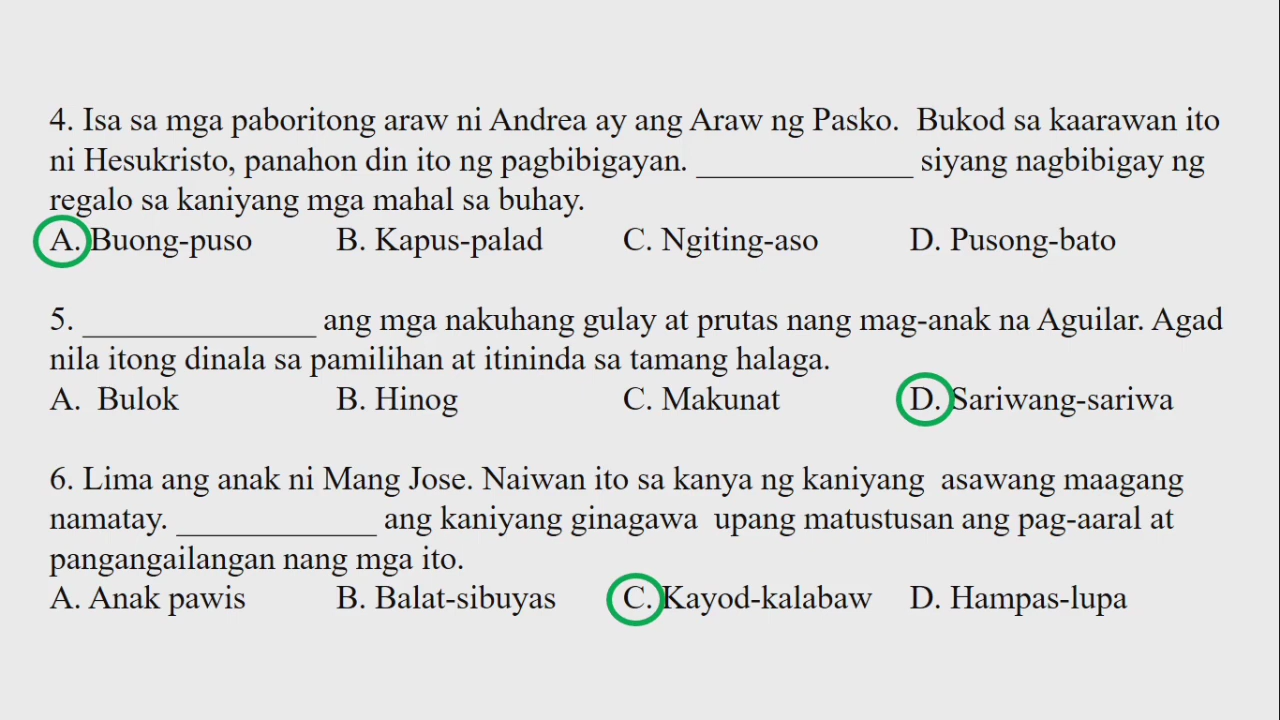 4. Isa sa mga paboritong araw ni Andrea ay ang Araw ng Pasko.  Bukod sa kaarawan ito
ni Hesukristo, panahon din ito ng pagbibigayan. _____________ siyang nagbibigay ng
regalo sa kaniyang mga mahal sa buhay.
A. Buong-puso B. Kapus-palad C. Ngiting-aso D. Pusong-bato
5. ______________ ang mga nakuhang gulay at prutas nang mag-anak na Aguilar. Agad
nila itong dinala sa pamilihan at itininda sa tamang halaga.
A.  Bulok B. Hinog C. Makunat D. Sariwang-sariwa
6. Lima ang anak ni Mang Jose. Naiwan ito sa kanya ng kaniyang  asawang maagang
namatay. ____________ ang kaniyang ginagawa  upang matustusan ang pag-aaral at
pangangailangan nang mga ito.
A. Anak pawis B. Balat-sibuyas C. Kayod-kalabaw D. Hampas-lupa